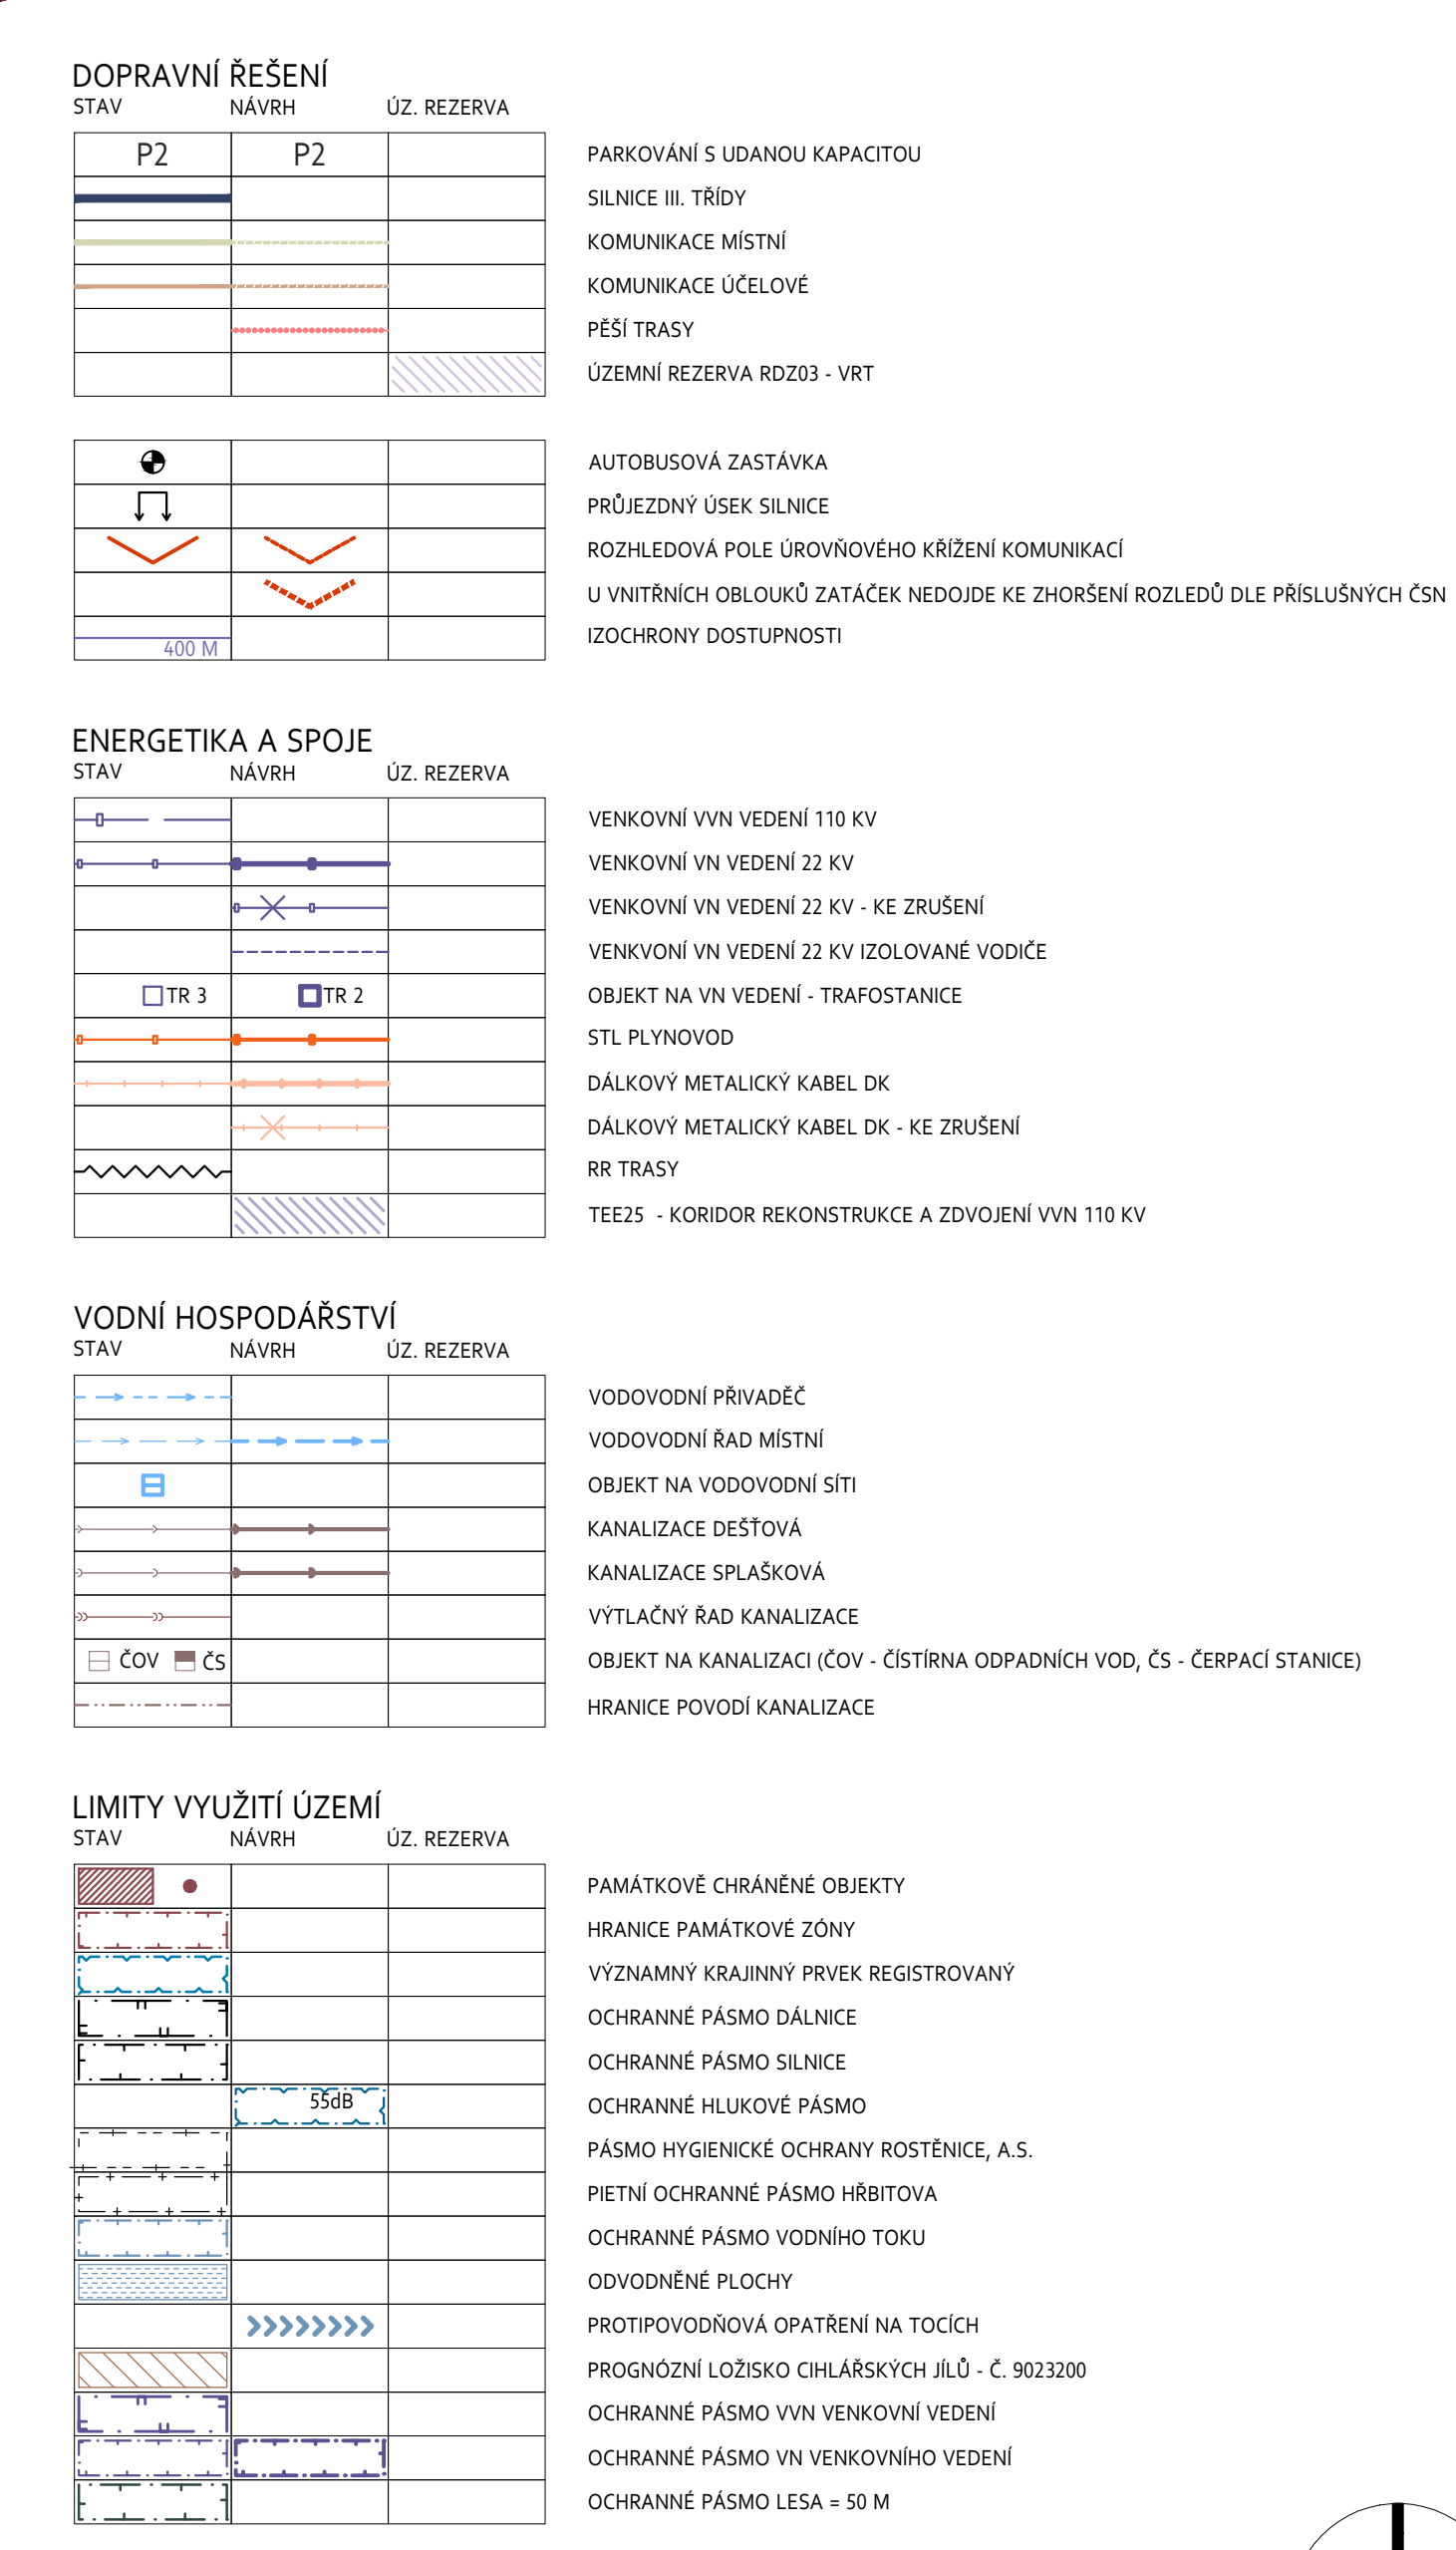 DOPRAVNÍ ŘEŠENÍ
STAV NÁVRH ÚZ. REZERVA
P2 P2 PARKOVÁNÍ S UDANOU KAPACITOU
SILNICE III. TŘÍDY
KOMUNIKACE MÍSTNÍ
KOMUNIKACE ÚČELOVÉ
PĚŠÍ TRASY
ÚZEMNÍ REZERVA RDZ03 - VRT
AUTOBUSOVÁ ZASTÁVKA
PRŮJEZDNÝ ÚSEK SILNICE
ROZHLEDOVÁ POLE ÚROVŇOVÉHO KŘÍŽENÍ KOMUNIKACÍ
U VNITŘNÍCH OBLOUKŮ ZATÁČEK NEDOJDE KE ZHORŠENÍ ROZLEDŮ DLE PŘÍSLUŠNÝCH ČSN
400 M IZOCHRONY DOSTUPNOSTI
ENERGETIKA A SPOJE
STAV NÁVRH ÚZ. REZERVA
VENKOVNÍ VVN VEDENÍ 110 KV
VENKOVNÍ VN VEDENÍ 22 KV
VENKOVNÍ VN VEDENÍ 22 KV - KE ZRUŠENÍ
VENKVONÍ VN VEDENÍ 22 KV IZOLOVANÉ VODIČE
TR 3 TR 2 OBJEKT NA VN VEDENÍ - TRAFOSTANICE
STL PLYNOVOD
DÁLKOVÝ METALICKÝ KABEL DK
DÁLKOVÝ METALICKÝ KABEL DK - KE ZRUŠENÍ
RR TRASY
TEE25 - KORIDOR REKONSTRUKCE A ZDVOJENÍ VVN 110 KV
VODNÍ HOSPODÁŘSTVÍ
STAV NÁVRH ÚZ. REZERVA
VODOVODNÍ PŘIVADĚČ
VODOVODNÍ ŘAD MÍSTNÍ
OBJEKT NA VODOVODNÍ SÍTI
KANALIZACE DEŠŤOVÁ
KANALIZACE SPLAŠKOVÁ
VÝTLAČNÝ ŘAD KANALIZACE
ČOV ČS OBJEKT NA KANALIZACI (ČOV - ČÍSTÍRNA ODPADNÍCH VOD, ČS - ČERPACÍ STANICE)
HRANICE POVODÍ KANALIZACE
LIMITY VYUŽITÍ ÚZEMÍ
STAV NÁVRH ÚZ. REZERVA
PAMÁTKOVĚ CHRÁNĚNÉ OBJEKTY
HRANICE PAMÁTKOVÉ ZÓNY
VÝZNAMNÝ KRAJINNÝ PRVEK REGISTROVANÝ
OCHRANNÉ PÁSMO DÁLNICE
OCHRANNÉ PÁSMO SILNICE
55dB OCHRANNÉ HLUKOVÉ PÁSMO
PÁSMO HYGIENICKÉ OCHRANY ROSTĚNICE, A.S.
PIETNÍ OCHRANNÉ PÁSMO HŘBITOVA
OCHRANNÉ PÁSMO VODNÍHO TOKU
ODVODNĚNÉ PLOCHY
PROTIPOVODŇOVÁ OPATŘENÍ NA TOCÍCH
PROGNÓZNÍ LOŽISKO CIHLÁŘSKÝCH JÍLŮ - Č. 9023200
OCHRANNÉ PÁSMO VVN VENKOVNÍ VEDENÍ
OCHRANNÉ PÁSMO VN VENKOVNÍHO VEDENÍ
OCHRANNÉ PÁSMO LESA = 50 M